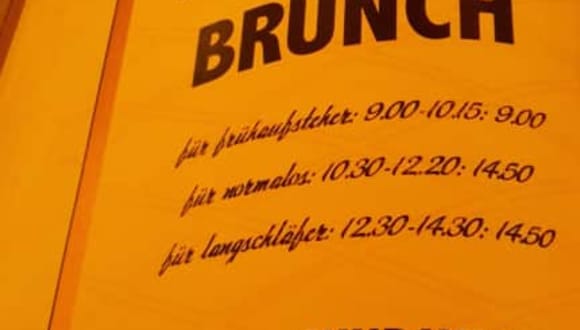 BRUNCH
für frühaufsteher: 9.00-10.15: 9.00
für normalos: 10.30-12.20: 14.50
für langschläfer: 12.30-14.30: 14.50